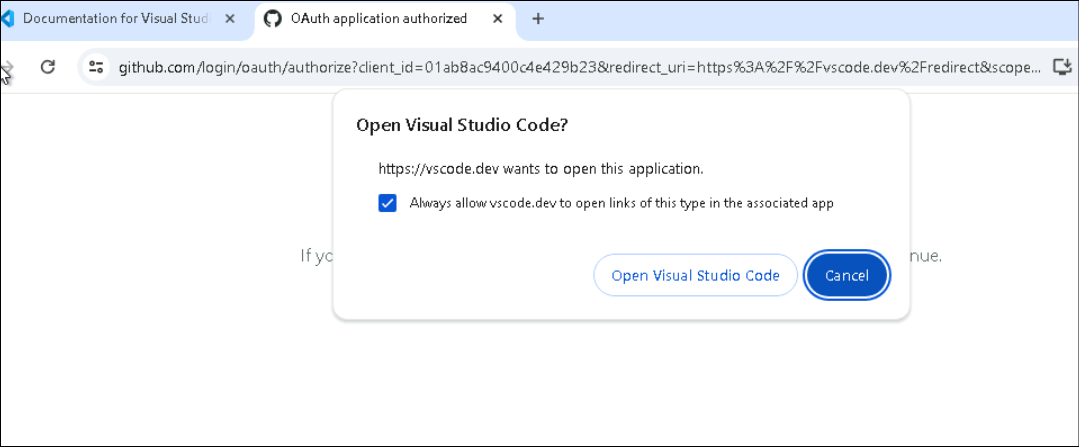 Documentation for Visual Studi
OAuth application authorized
github.com/login/oauth/authorize?client_id=01ab8ac9400c4e429b23&redirect_uri=https%3A%2F%2Fvscode.dev%2Fredirect&scope...
Open Visual Studio Code?
https://vscode.dev wants to open this application.
Always allow vscode.dev to open links of this type in the associated app
If yo
nue.
Open Visual Studio Code
Cancel